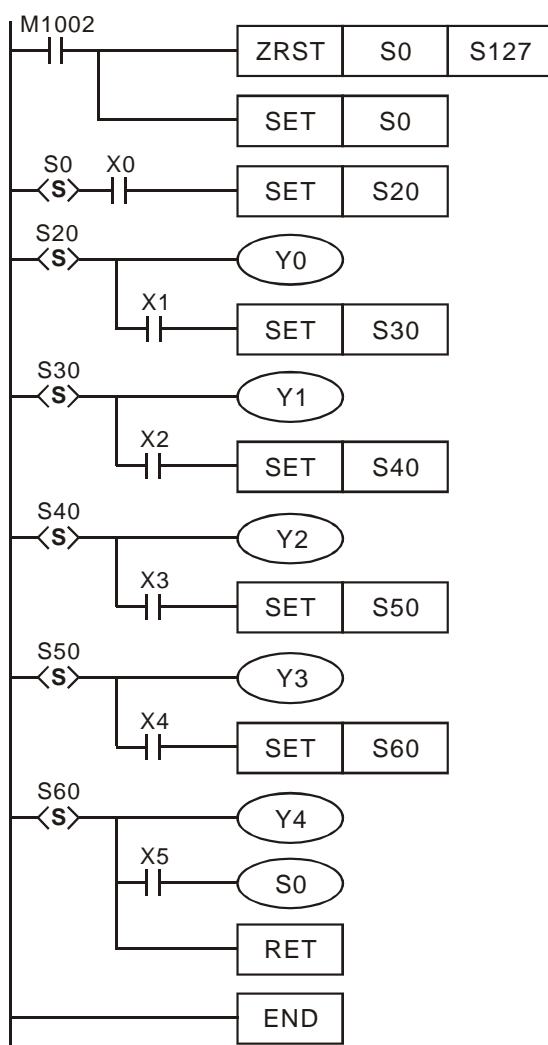 M1002
ZRST S0 S127
SET S0
S0 X0
S SET S20
S20
S Y0
X1
SET S30
S30
S Y1
X2
SET S40
S40
S Y2
X3
SET S50
S50
S Y3
X4
SET S60
S60
S Y4
X5
S0
RET
END